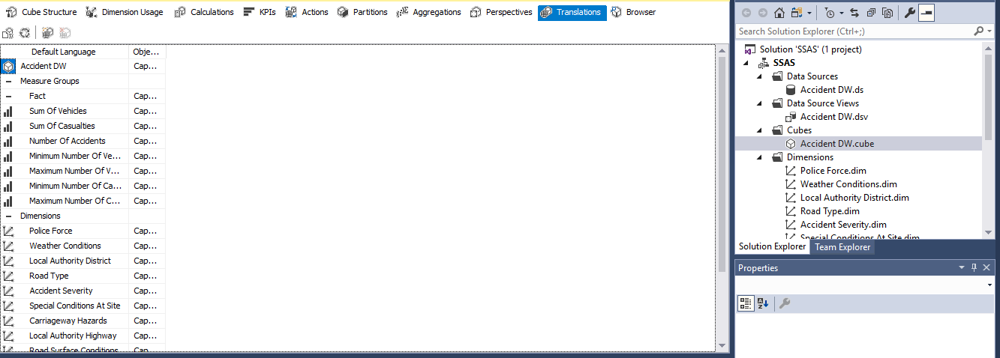 Cube Structure Dimension Usage Calculations KPIs Actions Partitions Aggregations Perspectives Translations Browser
Default Language Obje...
Accident DW Cap...
Measure Groups
Fact Cap...
Sum Of Vehicles Cap...
Sum Of Casualties Cap...
Number Of Accidents Cap...
Minimum Number Of Ve... Cap...
Maximum Number Of V... Cap...
Minimum Number Of Ca... Cap...
Maximum Number Of C... Cap...
Dimensions
Police Force Cap...
Weather Conditions Cap...
Local Authority District Cap...
Road Type Cap...
Accident Severity Cap...
Special Conditions At Site Cap...
Carriageway Hazards Cap...
Local Authority Highway Cap...
Road Surface Conditions Cap...
Search Solution Explorer (Ctrl+;)
Solution 'SSAS' (1 project)
SSAS
Data Sources
Accident DW.ds
Data Source Views
Accident DW.dsv
Cubes
Accident DW.cube
Dimensions
Police Force.dim
Weather Conditions.dim
Local Authority District.dim
Road Type.dim
Accident Severity.dim
Special Conditions At Site.dim
Solution Explorer Team Explorer
Properties